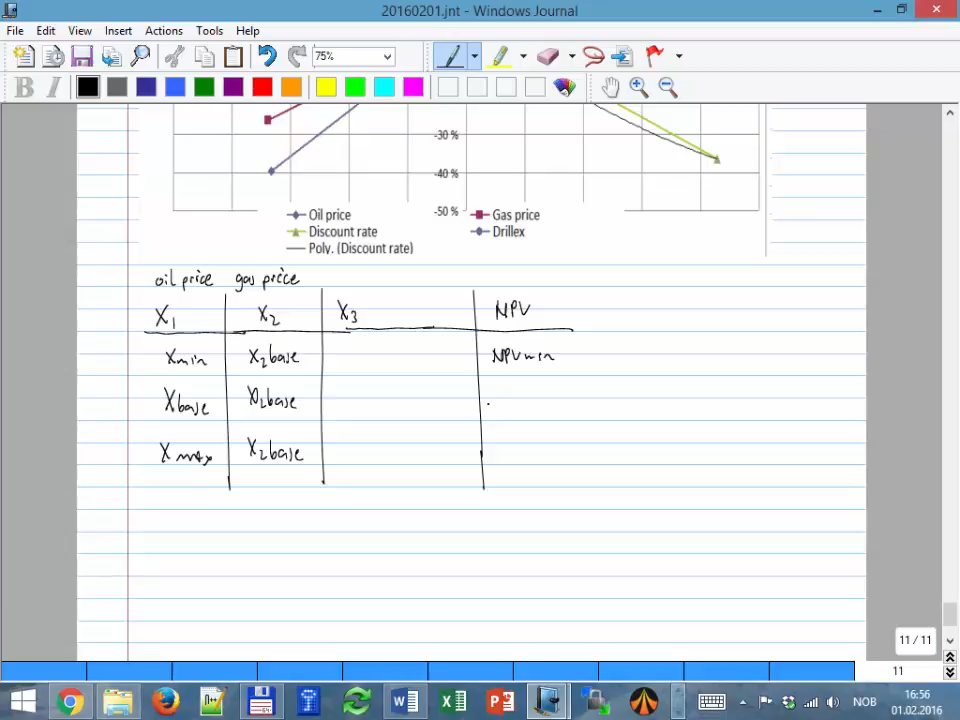 20160201.jnt - Windows Journal
File Edit View Insert Actions Tools Help
75%
B I
-30 %
-40 %
-50 %
Oil price Gas price
Discount rate Drillex
Poly. (Discount rate)
oil price gas price
X1 X2 X3 NPV
Xmin X2base NPVmin
Xbase X2base
Xmax X2base
11 / 11
11
NOB
16:56
01.02.2016